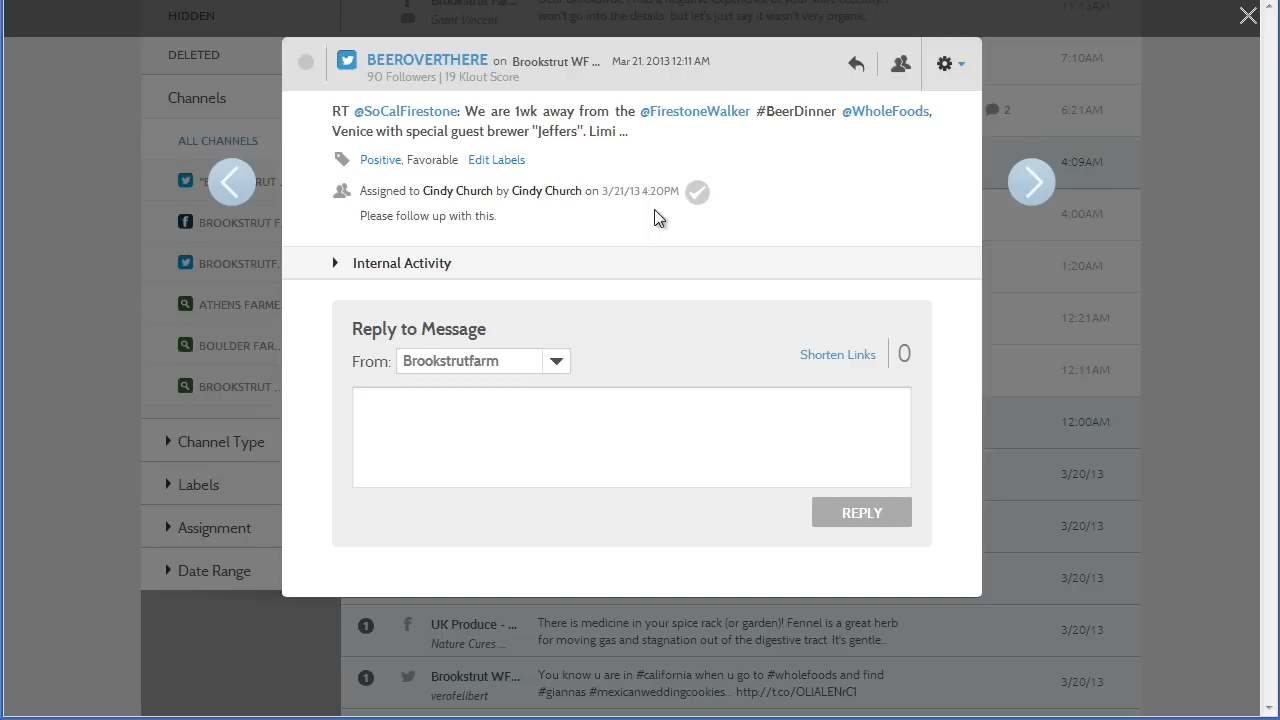 HIDDEN
Brookstrut Far...
Grant Vincent
won't go into the details but let's just say it wasn't very organic.
11:13AM
DELETED
Channels
ALL CHANNELS
BROOKSTRUT F.
BROOKSTRUTF.
ATHENS FARME.
BOULDER FAR..
BROOKSTRUT ..
Channel Type
Labels
Assignment
Date Range
BEEROVERTHERE on Brookstrut WF ... Mar 21, 2013 12:11 AM
90 Followers | 19 Klout Score
RT @SoCalFirestone: We are 1wk away from the @FirestoneWalker #BeerDinner @WholeFoods,
Venice with special guest brewer "Jeffers". Limi ...
Positive, Favorable Edit Labels
Assigned to Cindy Church by Cindy Church on 3/21/13 4:20PM
Please follow up with this.
Internal Activity
Reply to Message
From: Brookstrutfarm
Shorten Links 0
REPLY
7:10AM
2 6:21AM
4:09AM
4:00AM
1:20AM
12:21AM
12:11AM
12:00AM
3/20/13
3/20/13
3/20/13
1 UK Produce - ... There is medicine in your spice rack (or garden)! Fennel is a great herb 3/20/13
Nature Cures ... for moving gas and stagnation out of the digestive tract It's gentle...
1 Brookstrut WF... You know u are in #california when u go to #wholefoods and find 3/20/13
verofelibert #giannas #mexicanweddingcookies...